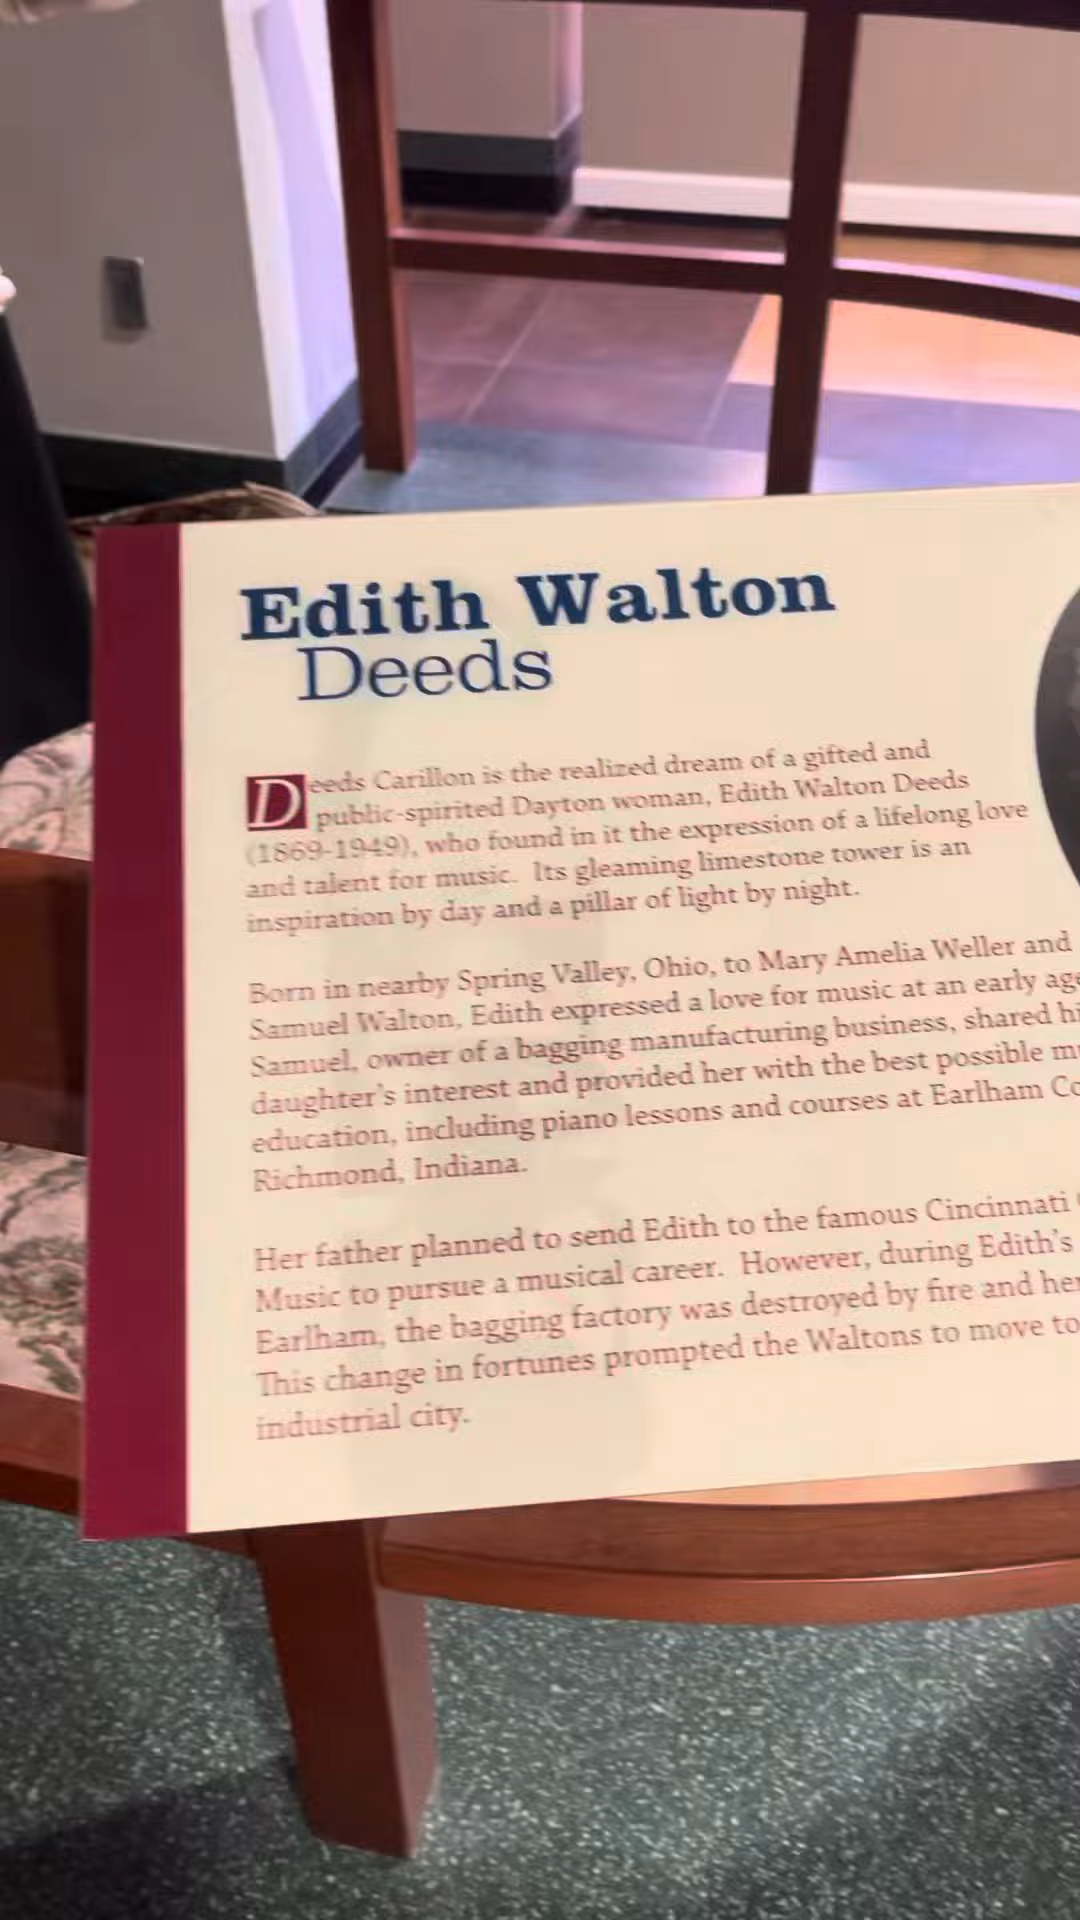 Edith Walton
Deeds
Deeds Carillon is the realized dream of a gifted and
public-spirited Dayton woman, Edith Walton Deeds
(1869-1949), who found in it the expression of a lifelong love
and talent for music. Its gleaming limestone tower is an
inspiration by day and a pillar of light by night.
Born in nearby Spring Valley, Ohio, to Mary Amelia Weller and
Samuel Walton, Edith expressed a love for music at an early
Samuel, owner of a bagging manufacturing business, shared
daughter's interest and provided her with the best possible
education, including piano lessons and courses at Earlham
Richmond, Indiana.
Her father planned to send Edith to the famous Cincinnati
Music to pursue a musical career. However, during Edith's
Earlham, the bagging factory was destroyed by fire and
This change in fortunes prompted the Waltons to move to
industrial city.